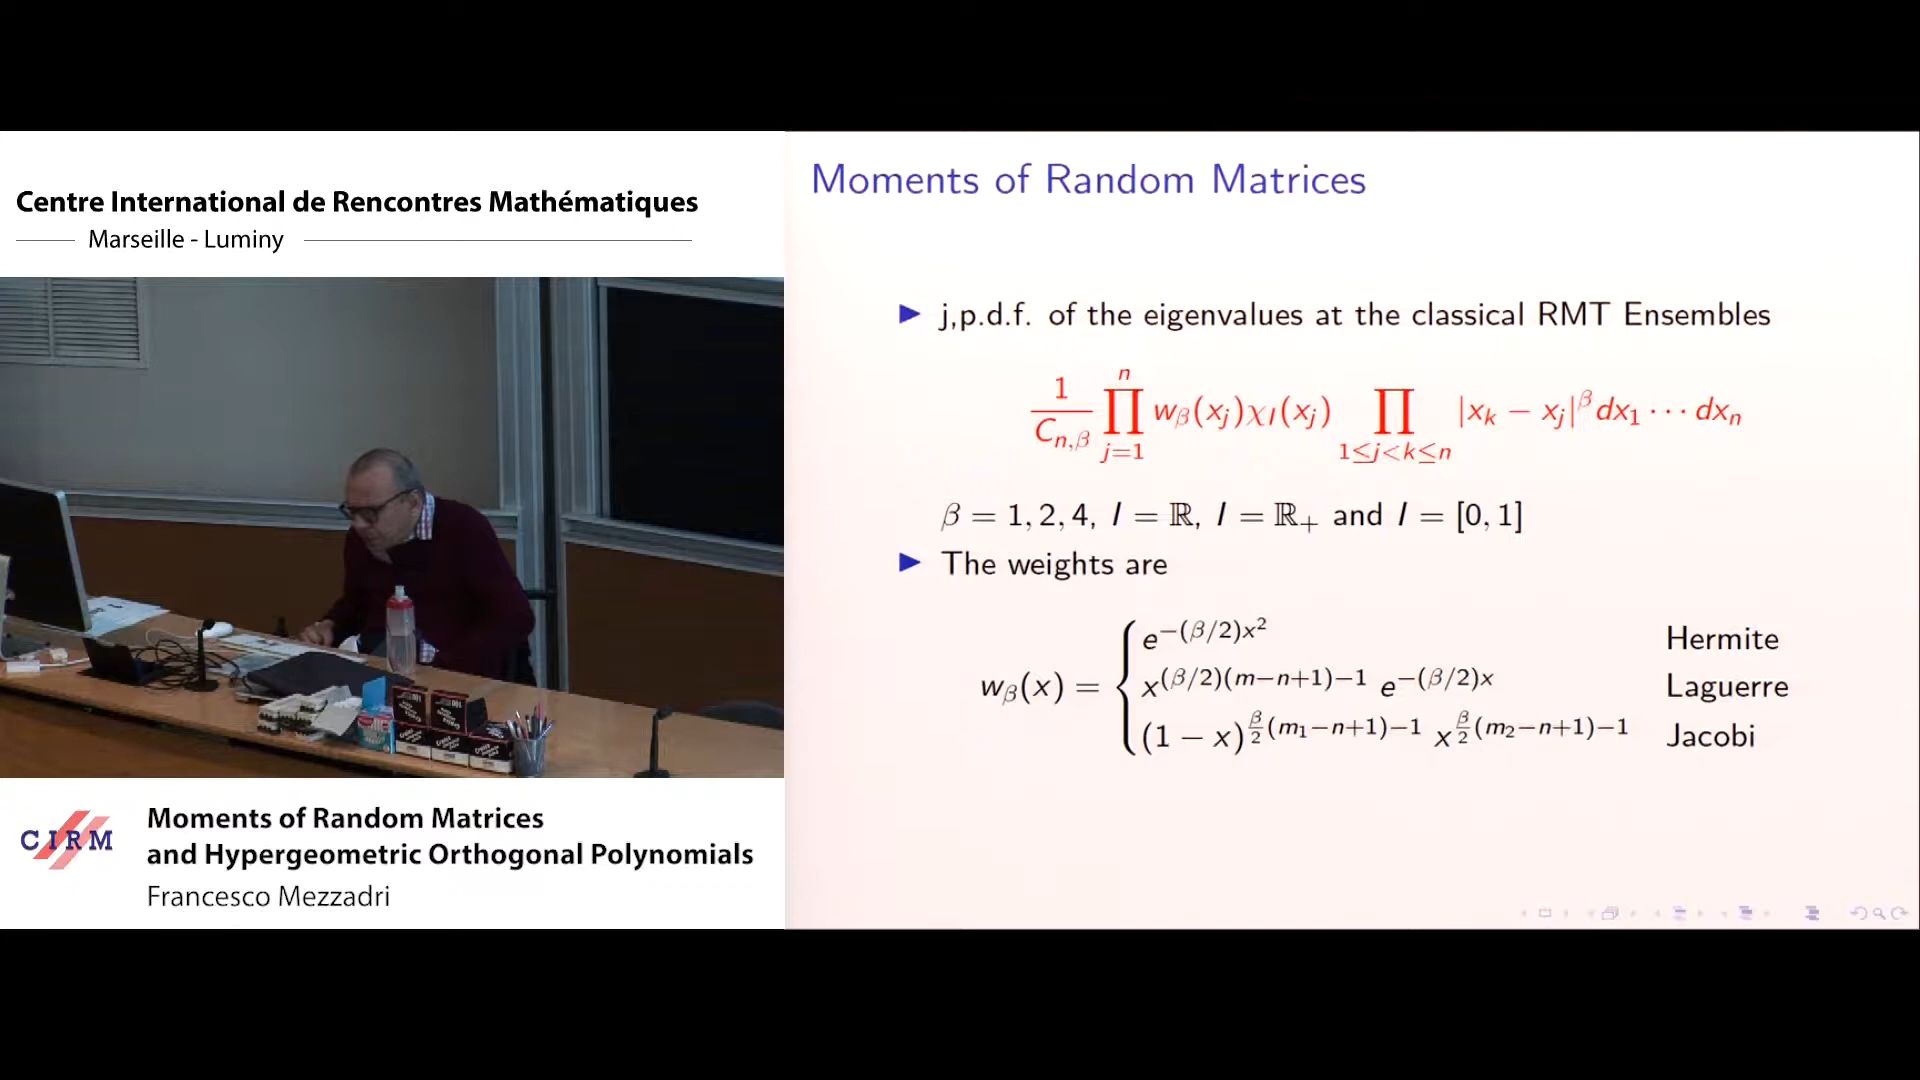 Centre International de Rencontres Mathématiques
Marseille - Luminy
Moments of Random Matrices
and Hypergeometric Orthogonal Polynomials
Francesco Mezzadri
CIRM
Moments of Random Matrices
▶ j,p.d.f. of the eigenvalues at the classical RMT Ensembles
$\frac{1}{C_{n,\beta}} \prod_{j=1}^{n} w_\beta(x_j)\chi_I(x_j) \prod_{1\leq j<k\leq n} |x_k - x_j|^\beta dx_1 \cdots dx_n$
β = 1, 2, 4, I = ℝ, I = ℝ₊ and I = [0, 1]
▶ The weights are
$w_\beta(x) = \begin{cases} e^{-(\beta/2)x^2} & \text{Hermite} \\ x^{(\beta/2)(m-n+1)-1} \, e^{-(\beta/2)x} & \text{Laguerre} \\ (1-x)^{\frac{\beta}{2}(m_1-n+1)-1} \, x^{\frac{\beta}{2}(m_2-n+1)-1} & \text{Jacobi} \end{cases}$